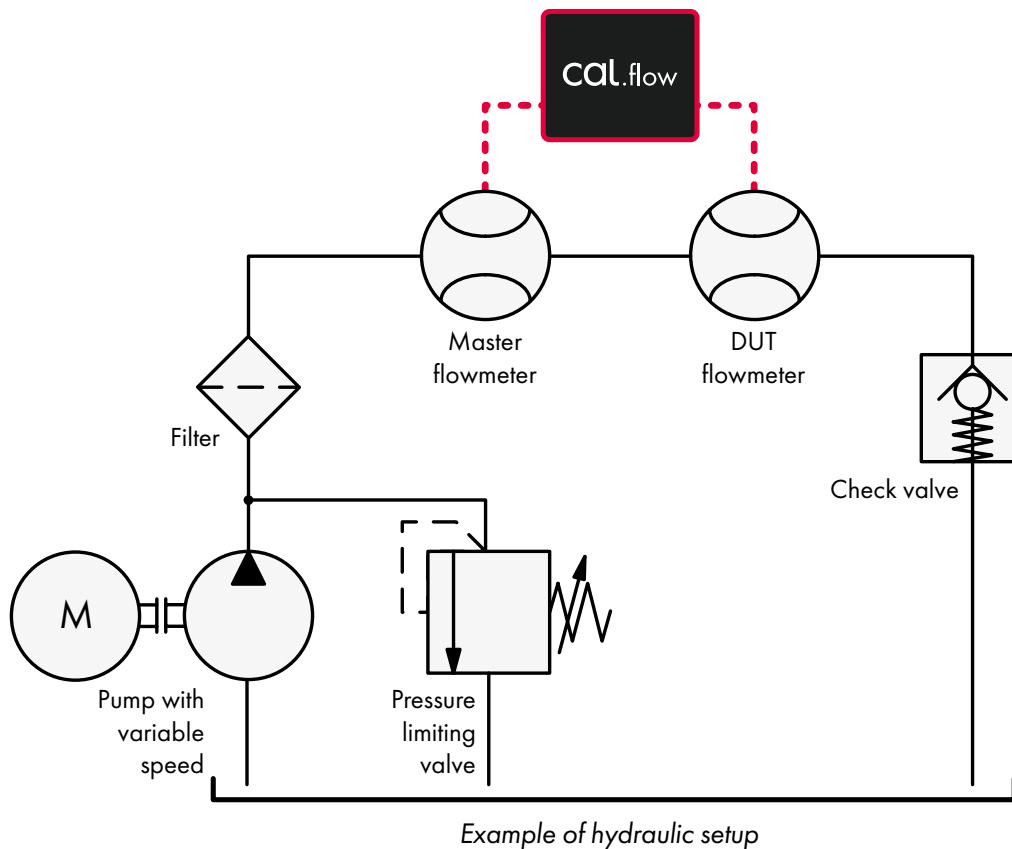 cal.flow
Master
flowmeter
DUT
flowmeter
Filter
Check valve
M
Pump with
variable
speed
Pressure
limiting
valve
Example of hydraulic setup